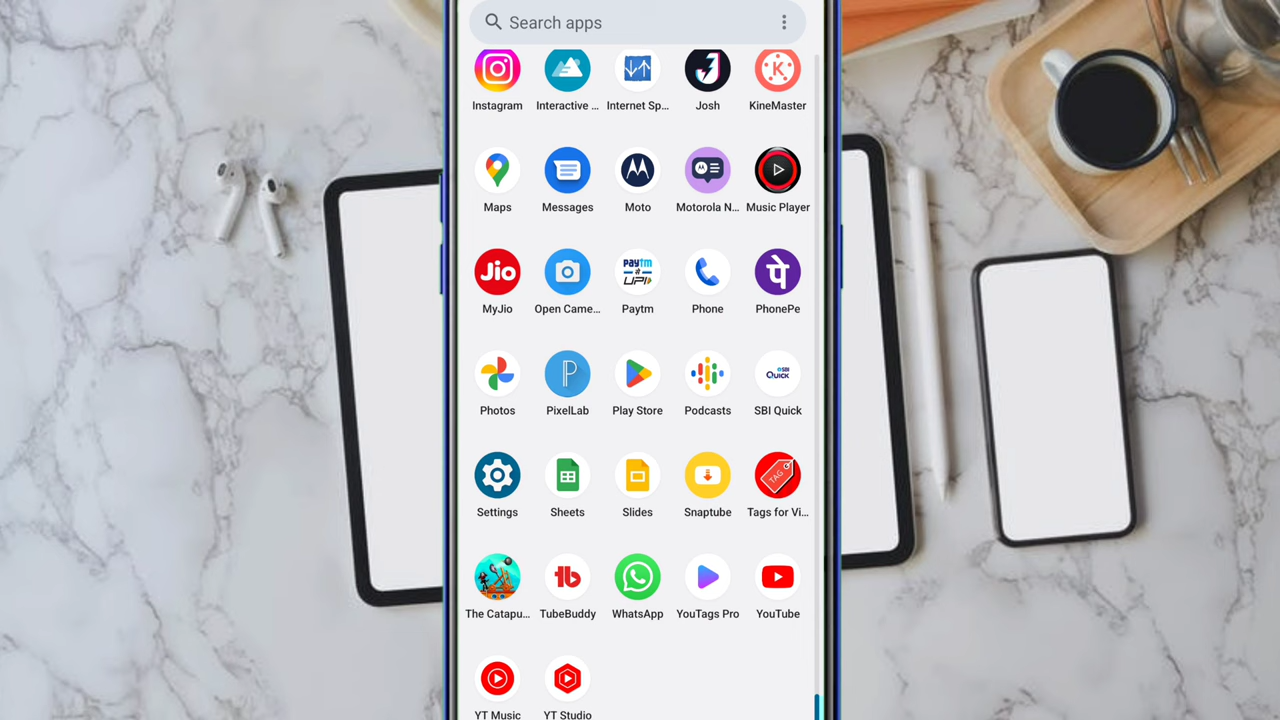 Search apps
Instagram Interactive ... Internet Sp... Josh KineMaster
Maps Messages Moto Motorola N... Music Player
Jio
paytm
UPI
पे
MyJio Open Came... Paytm Phone PhonePe
P
SBI
QUICK
Photos PixelLab Play Store Podcasts SBI Quick
TAG
Settings Sheets Slides Snaptube Tags for Vi...
tb
The Catapu... TubeBuddy WhatsApp YouTags Pro YouTube
YT Music YT Studio